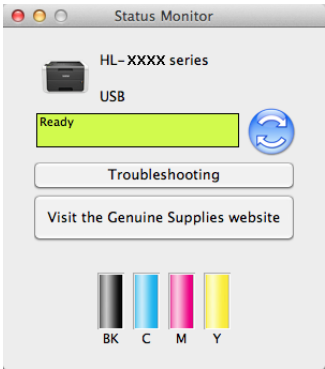 Status Monitor
HL-XXXX series
USB
Ready
Troubleshooting
Visit the Genuine Supplies website
BK C M Y